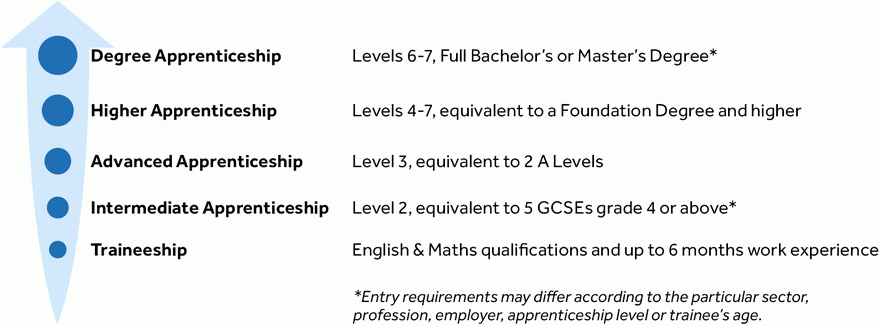 Degree Apprenticeship Levels 6-7, Full Bachelor's or Master's Degree*
Higher Apprenticeship Levels 4-7, equivalent to a Foundation Degree and higher
Advanced Apprenticeship Level 3, equivalent to 2 A Levels
Intermediate Apprenticeship Level 2, equivalent to 5 GCSEs grade 4 or above*
Traineeship English & Maths qualifications and up to 6 months work experience
*Entry requirements may differ according to the particular sector,
profession, employer, apprenticeship level or trainee's age.